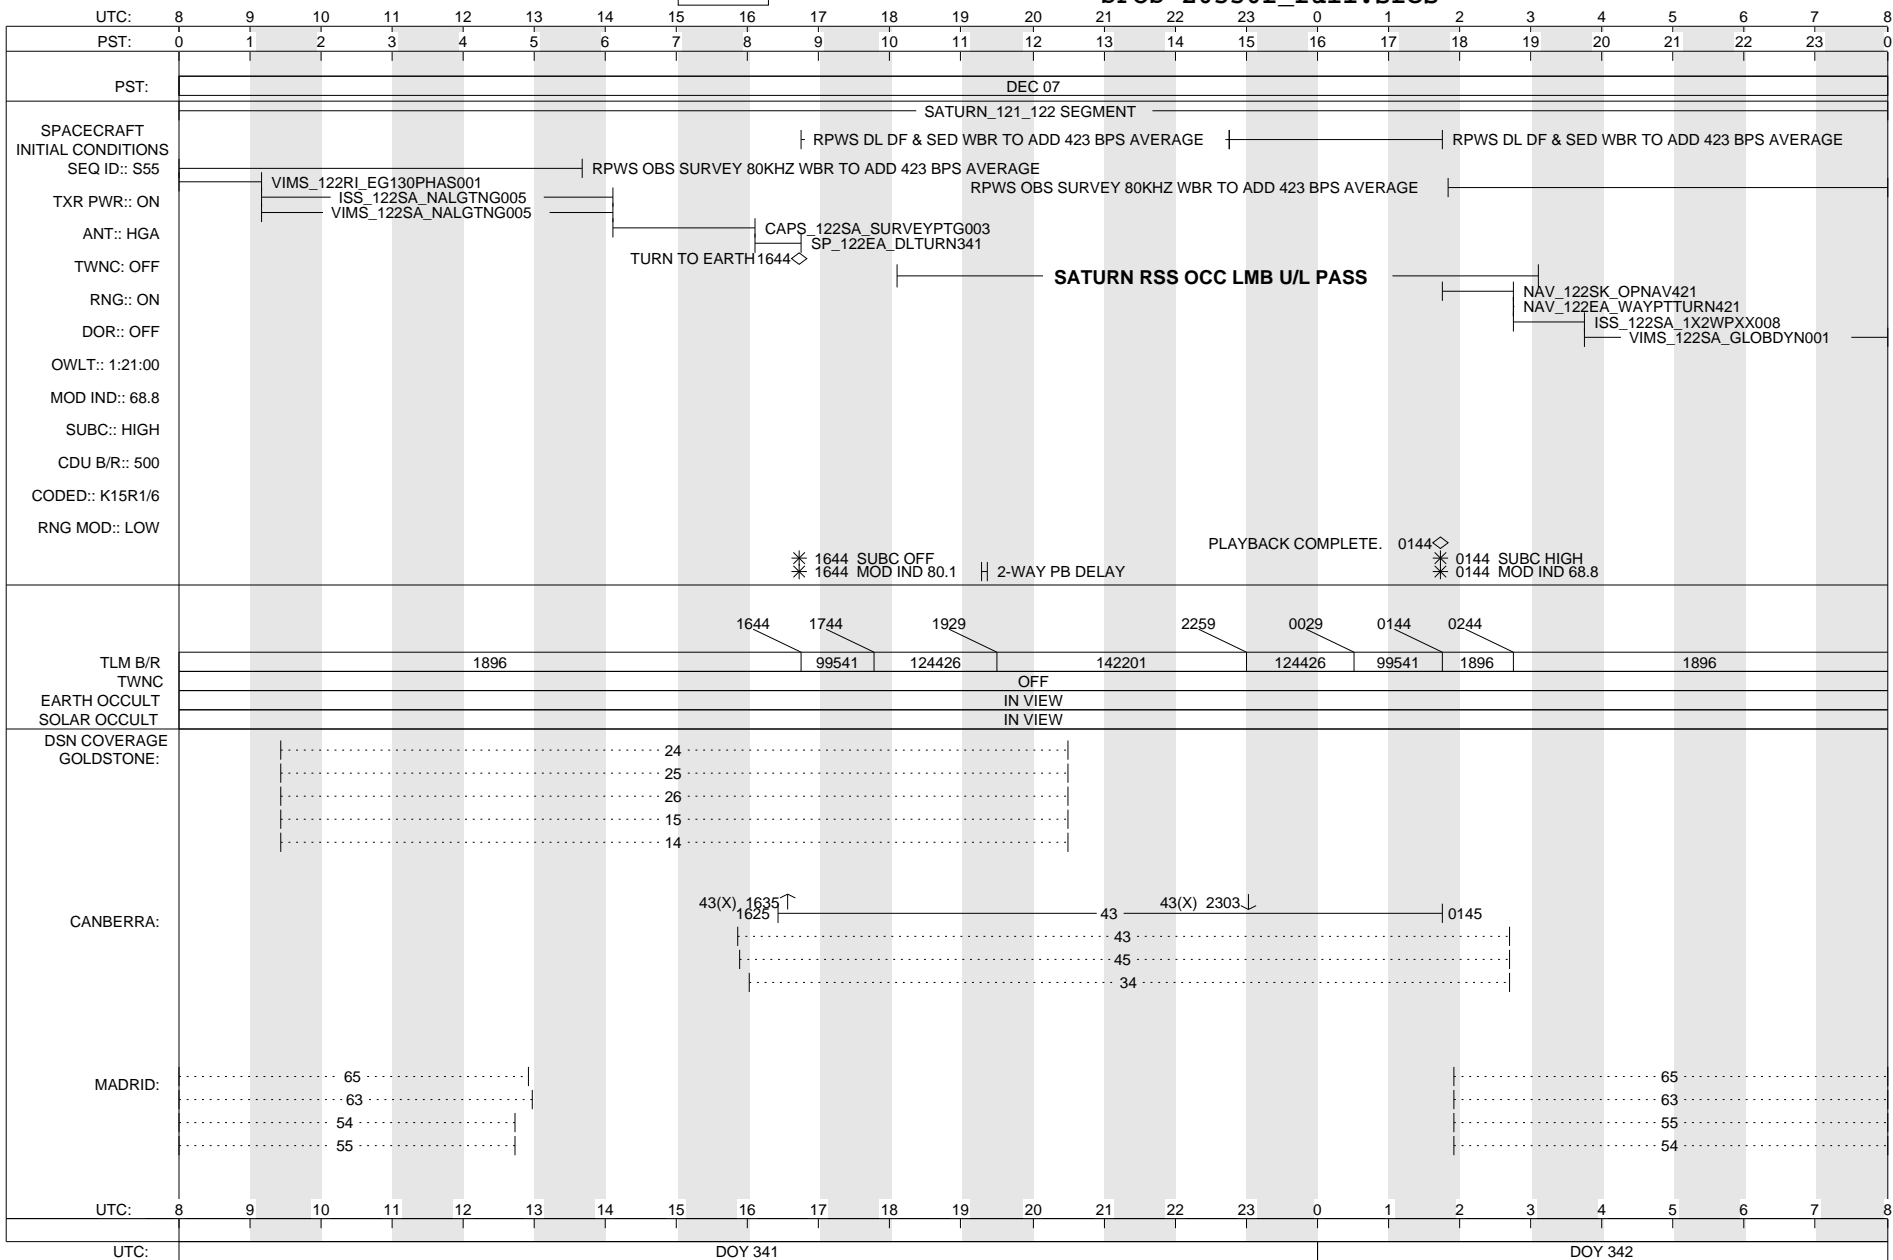 UTC: 8 9 10 11 12 13 14 15 16 17 18 19 20 21 22 23 0 1 2 3 4 5 6 7 8
PST: 0 1 2 3 4 5 6 7 8 9 10 11 12 13 14 15 16 17 18 19 20 21 22 23 0
PST: DEC 07
SATURN_121_122 SEGMENT
SPACECRAFT
INITIAL CONDITIONS
RPWS DL DF & SED WBR TO ADD 423 BPS AVERAGE RPWS DL DF & SED WBR TO ADD 423 BPS AVERAGE
SEQ ID:: S55 RPWS OBS SURVEY 80KHZ WBR TO ADD 423 BPS AVERAGE
VIMS_122RI_EG130PHAS001
RPWS OBS SURVEY 80KHZ WBR TO ADD 423 BPS AVERAGE
TXR PWR:: ON ISS_122SA_NALGTNG005
VIMS_122SA_NALGTNG005
ANT:: HGA CAPS_122SA_SURVEYPTG003
SP_122EA_DLTURN341
TURN TO EARTH 1644
TWNC: OFF
SATURN RSS OCC LMB U/L PASS
RNG:: ON NAV_122SK_OPNAV421
NAV_122EA_WAYPTTURN421
ISS_122SA_1X2WPXX008
DOR:: OFF VIMS_122SA_GLOBDYN001
OWLT:: 1:21:00
MOD IND:: 68.8
SUBC:: HIGH
CDU B/R:: 500
CODED:: K15R1/6
RNG MOD:: LOW
PLAYBACK COMPLETE. 0144
1644 SUBC OFF 0144 SUBC HIGH
1644 MOD IND 80.1 2-WAY PB DELAY 0144 MOD IND 68.8
1644 1744 1929 2259 0029 0144 0244
TLM B/R 1896 99541 124426 142201 124426 99541 1896 1896
TWNC OFF
EARTH OCCULT IN VIEW
SOLAR OCCULT IN VIEW
DSN COVERAGE
GOLDSTONE:
24
25
26
15
14
43(X) 1635 43(X) 2303
CANBERRA: 1625 43 0145
43
45
34
MADRID: 65 65
63 63
54 55
55 54
UTC: 8 9 10 11 12 13 14 15 16 17 18 19 20 21 22 23 0 1 2 3 4 5 6 7 8
UTC: DOY 341 DOY 342